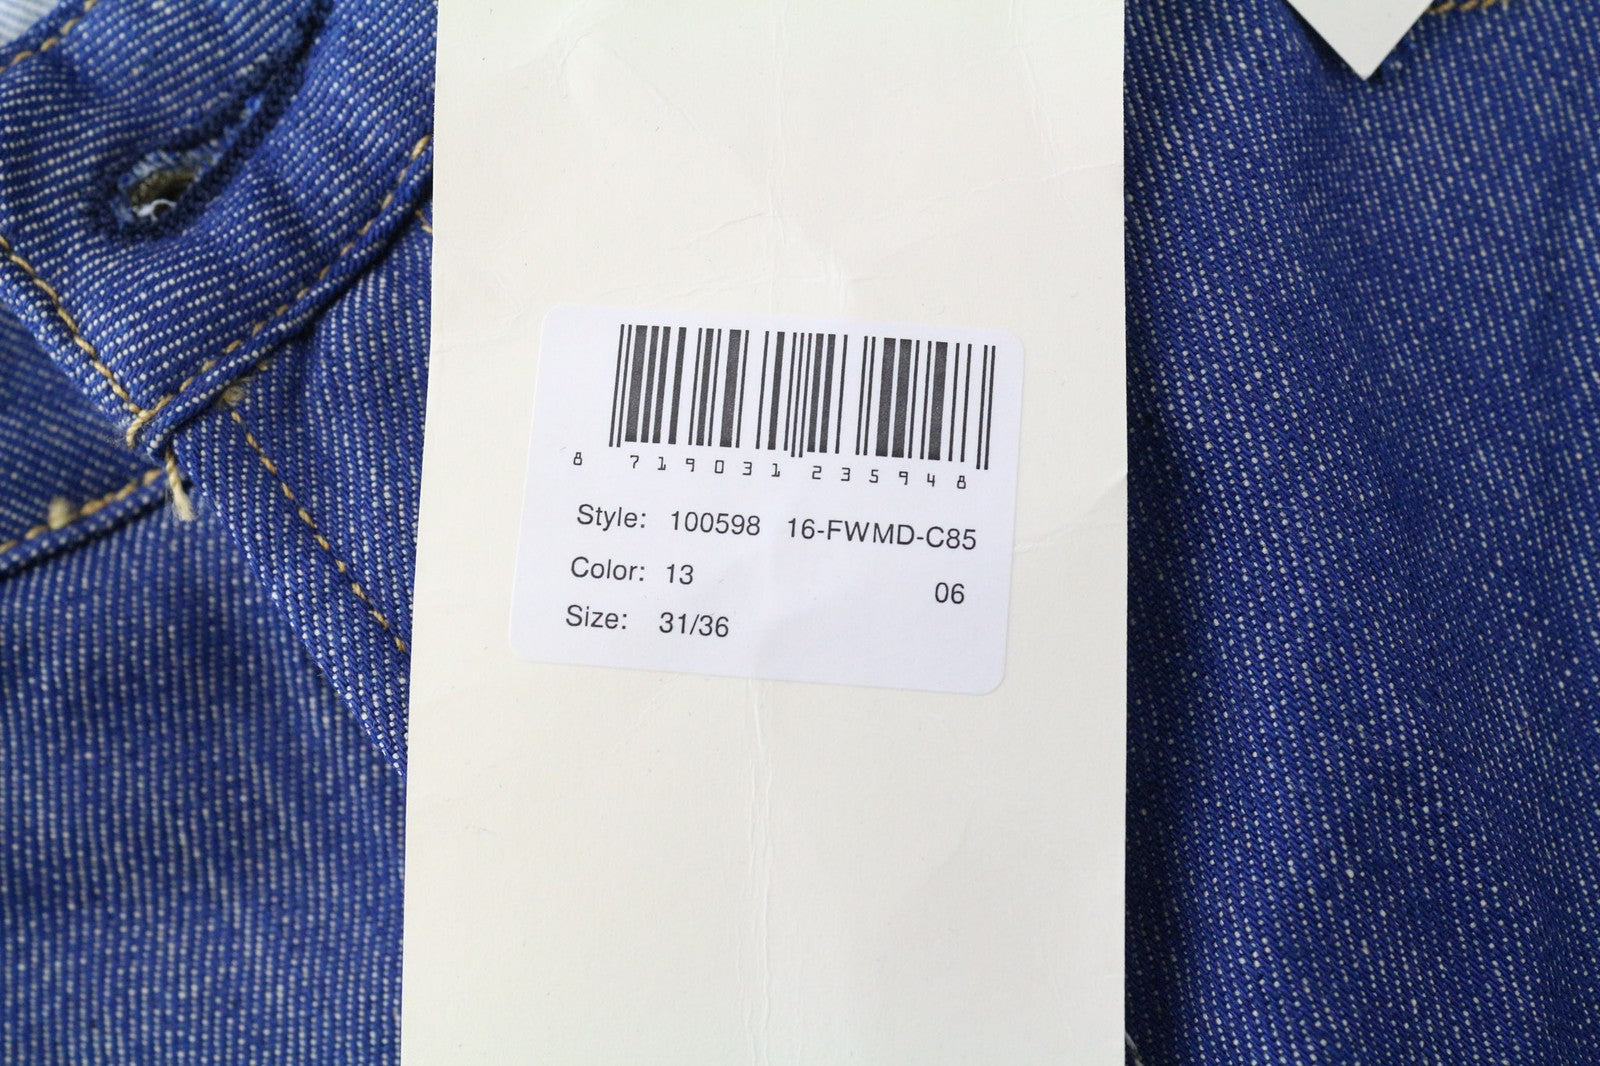 8 719031 235948
Style: 100598 16-FWMD-C85
Color: 13
06
Size: 31/36